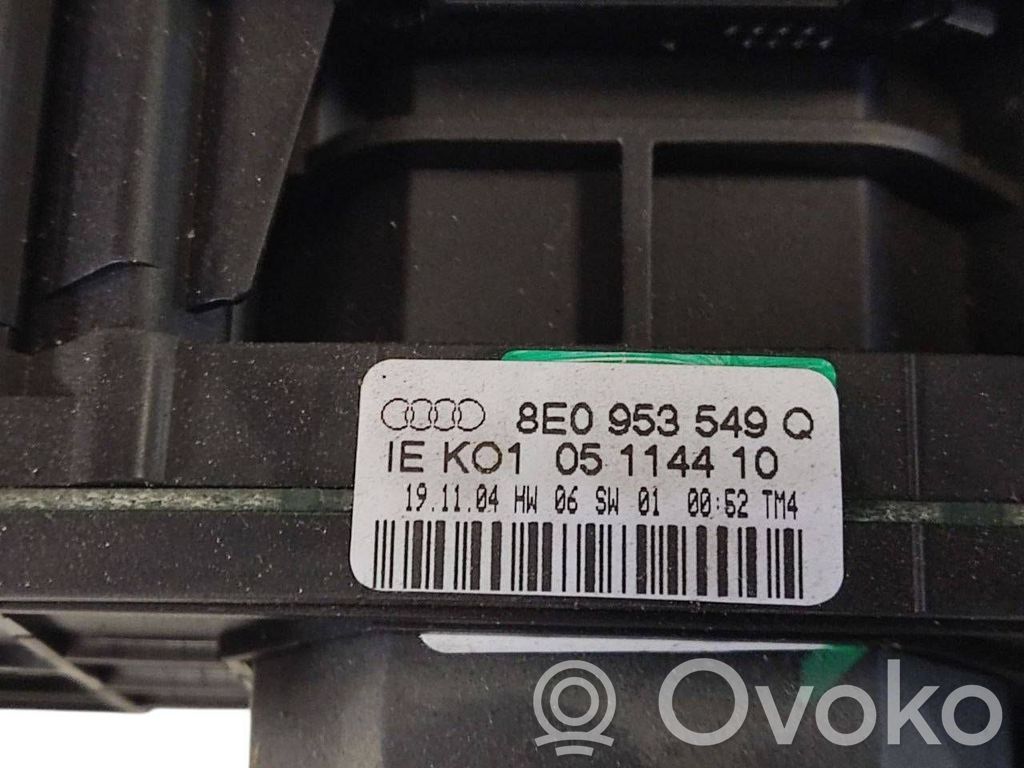 8E0 953 549 Q
IE KO1 05 1144 10
19.11.04 HW 06 SW 01 00:52 TM4
Ovoko